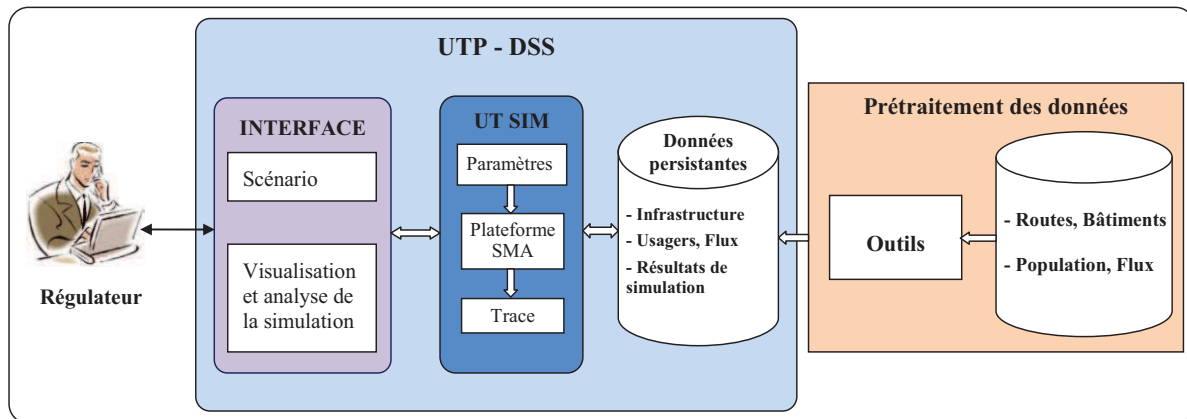 UTP - DSS
Régulateur
INTERFACE
Scénario
Visualisation
et analyse de
la simulation
UT SIM
Paramètres
Plateforme
SMA
Trace
Données
persistantes
- Infrastructure
- Usagers, Flux
- Résultats de
simulation
Prétraitement des données
Outils
- Routes, Bâtiments
- Population, Flux